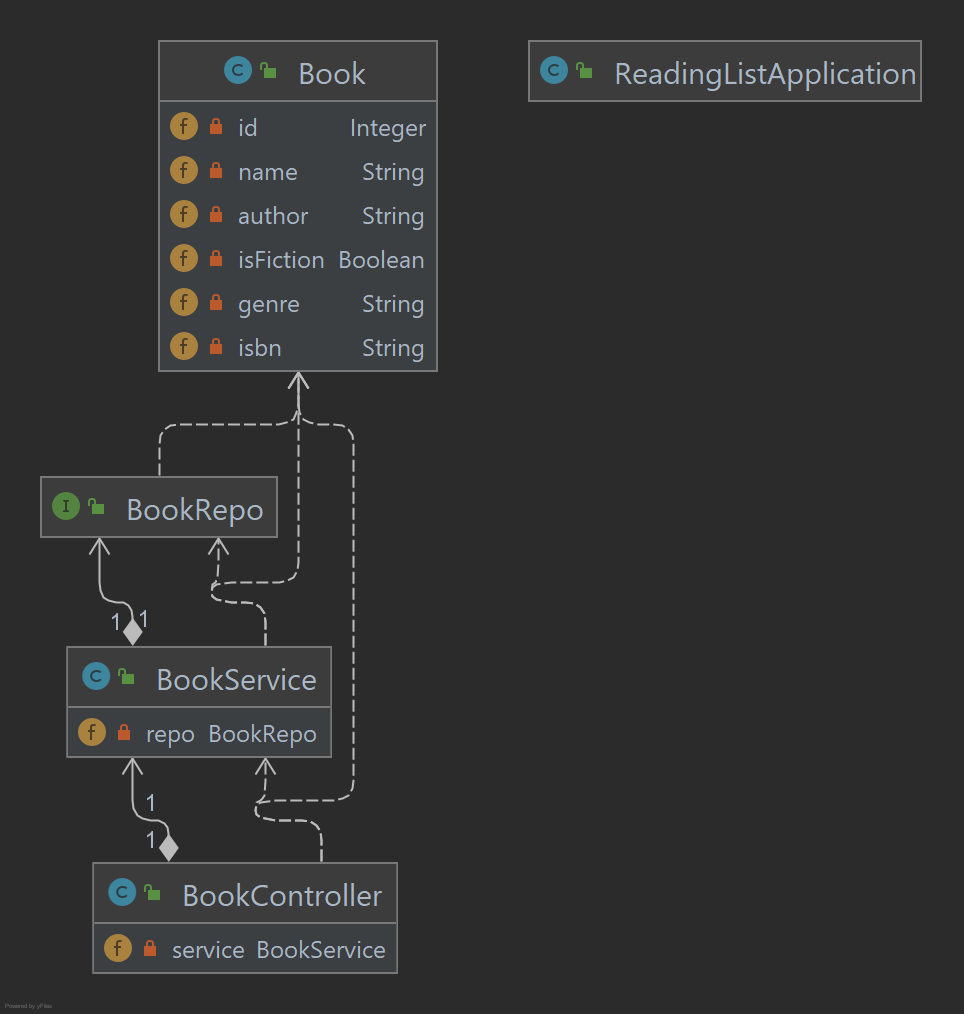 C Book
f id Integer
f name String
f author String
f isFiction Boolean
f genre String
f isbn String
C ReadingListApplication
I BookRepo
1 1
C BookService
f repo BookRepo
1
1
C BookController
f service BookService
Powered by yFiles